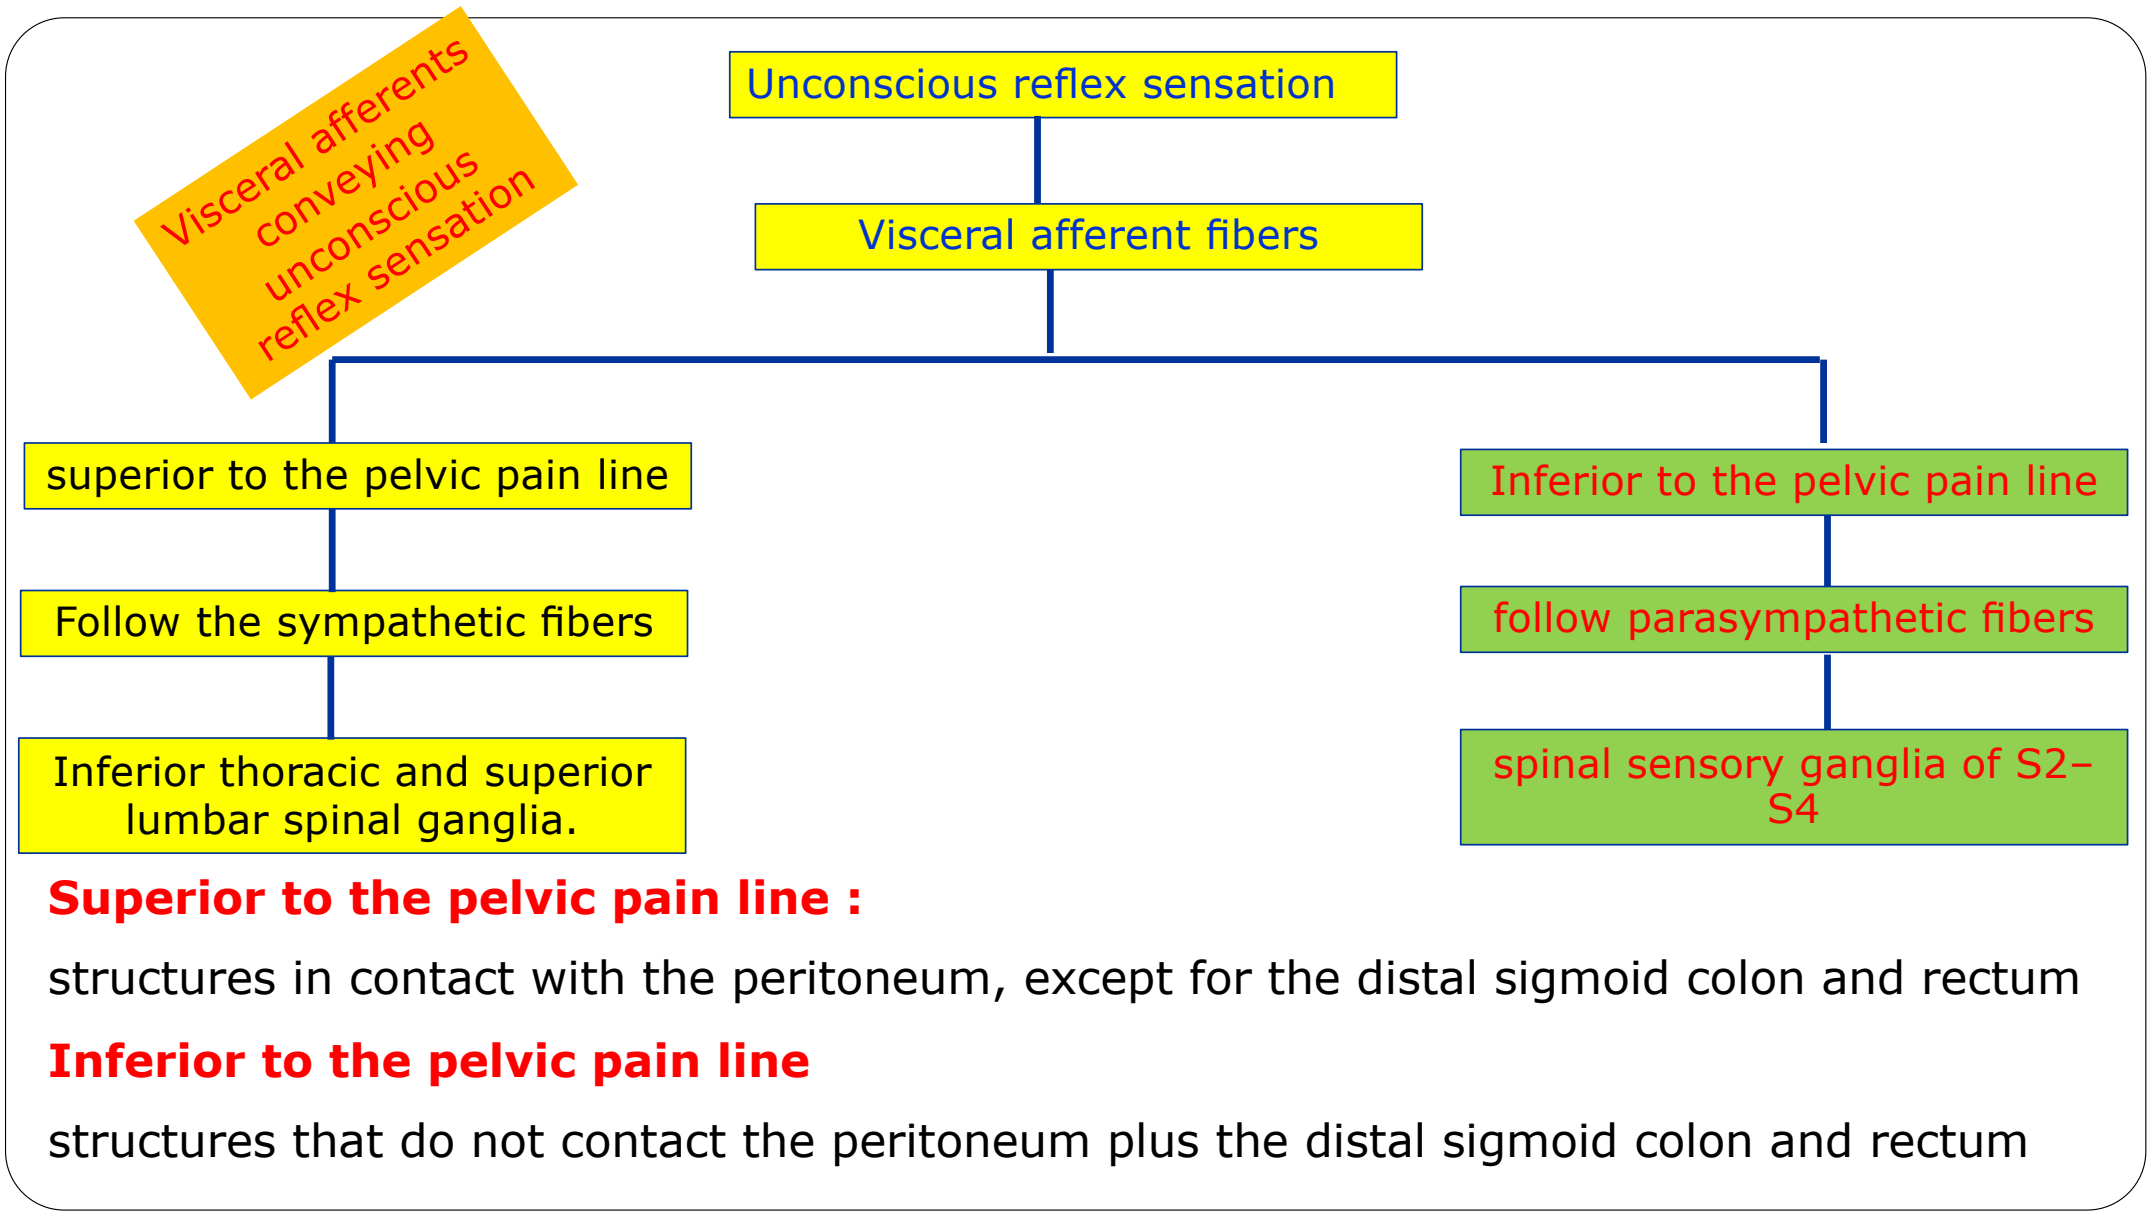 Visceral afferents
conveying
unconscious
reflex sensation
Unconscious reflex sensation
Visceral afferent fibers
superior to the pelvic pain line
Follow the sympathetic fibers
Inferior thoracic and superior
lumbar spinal ganglia.
Inferior to the pelvic pain line
follow parasympathetic fibers
spinal sensory ganglia of S2–
S4
Superior to the pelvic pain line :
structures in contact with the peritoneum, except for the distal sigmoid colon and rectum
Inferior to the pelvic pain line
structures that do not contact the peritoneum plus the distal sigmoid colon and rectum